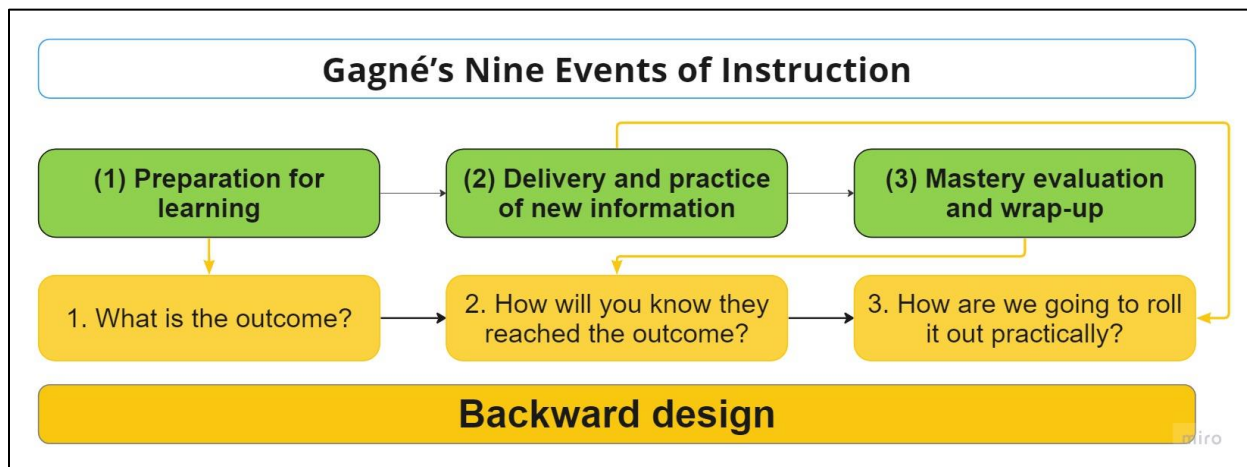 Gagné’s Nine Events of Instruction
(1) Preparation for
learning
(2) Delivery and practice
of new information
(3) Mastery evaluation
and wrap-up
1. What is the outcome?
2. How will you know they
reached the outcome?
3. How are we going to roll
it out practically?
Backward design
miro